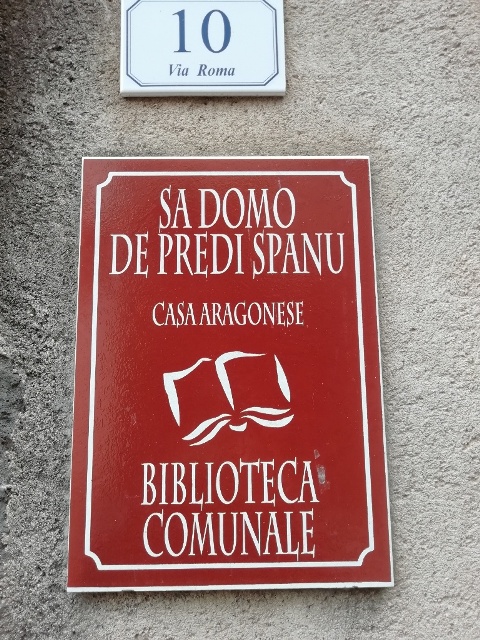 10
Via Roma
SA DOMO
DE PREDI SPANU
CASA ARAGONESE
BIBLIOTECA
COMUNALE